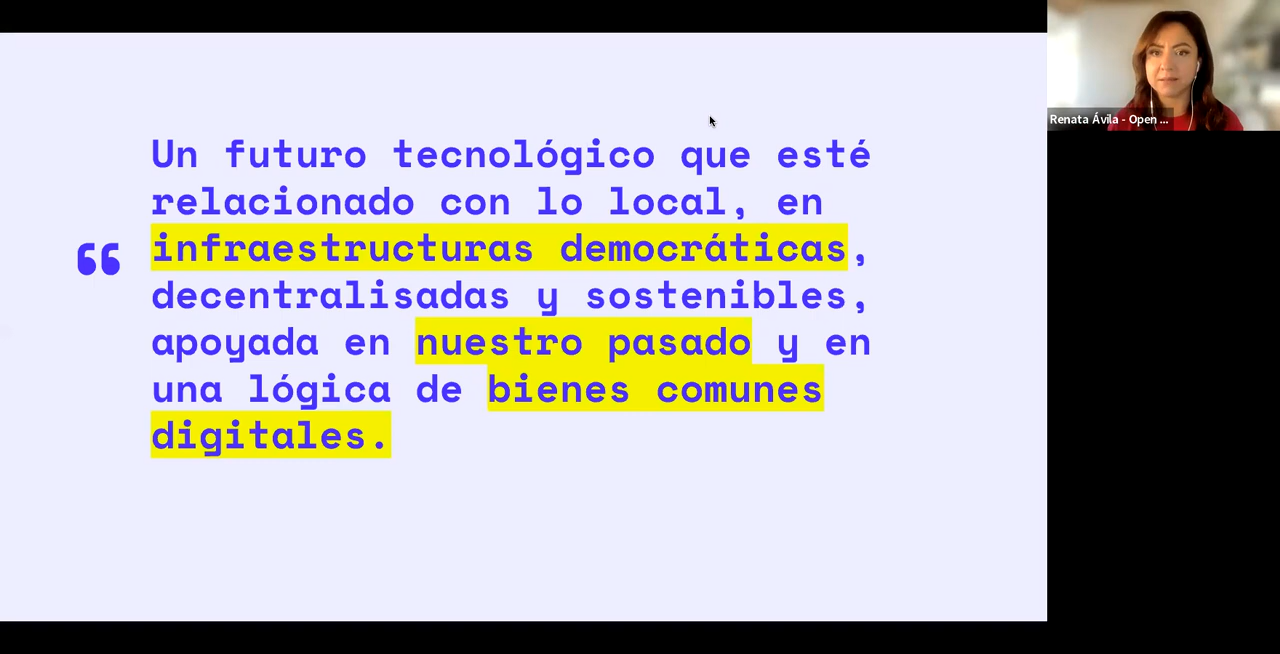 Un futuro tecnológico que esté
relacionado con lo local, en
infraestructuras democráticas,
decentralisadas y sostenibles,
apoyada en nuestro pasado y en
una lógica de bienes comunes
digitales.
Renata Ávila - Open ...